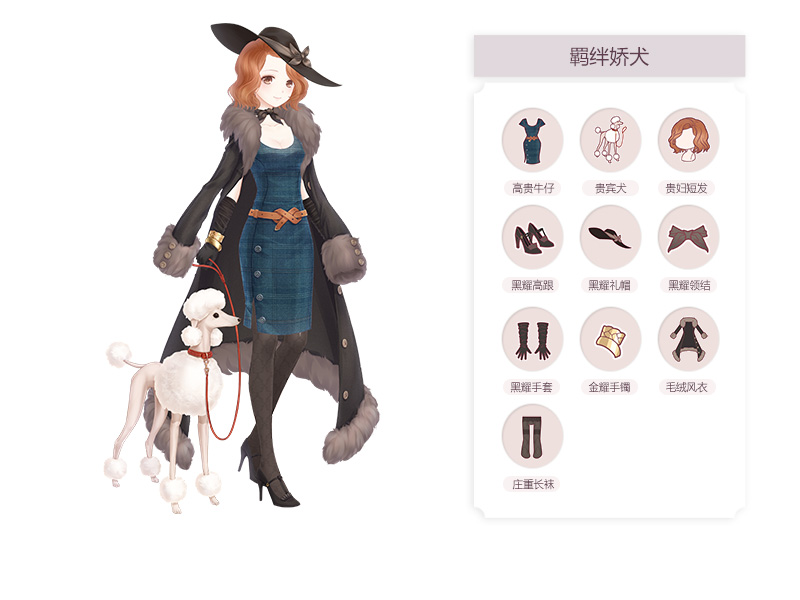 羁绊娇犬
高贵牛仔
贵宾犬
贵妇短发
黑耀高跟
黑耀礼帽
黑耀领结
黑耀手套
金耀手镯
毛绒风衣
庄重长袜